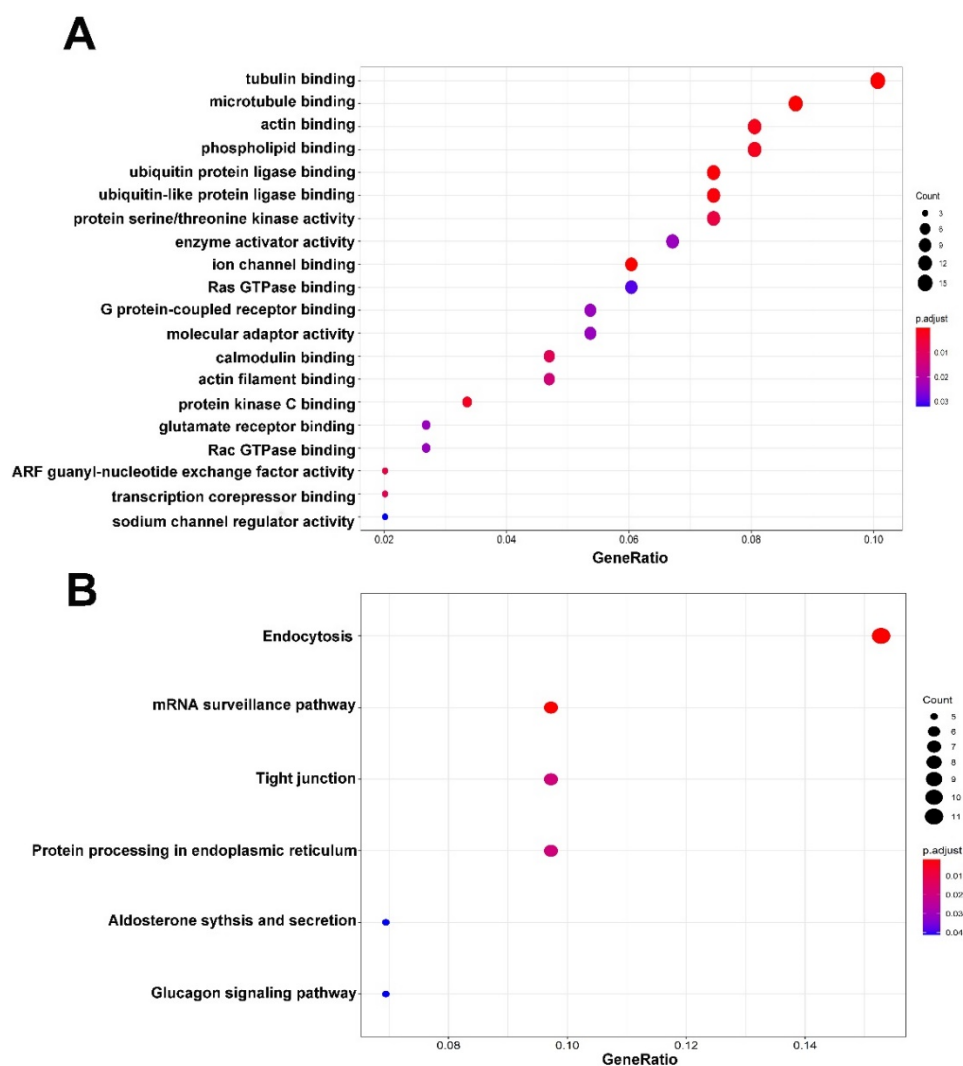 A
tubulin binding
microtubule binding
actin binding
phospholipid binding
ubiquitin protein ligase binding
ubiquitin-like protein ligase binding
protein serine/threonine kinase activity
enzyme activator activity
ion channel binding
Ras GTPase binding
G protein-coupled receptor binding
molecular adaptor activity
calmodulin binding
actin filament binding
protein kinase C binding
glutamate receptor binding
Rac GTPase binding
ARF guanyl-nucleotide exchange factor activity
transcription corepressor binding
sodium channel regulator activity
0.02 0.04 0.06 0.08 0.10
GeneRatio
Count
3
6
9
12
15
p.adjust
0.01
0.02
0.03
B
Endocytosis
mRNA surveillance pathway
Tight junction
Protein processing in endoplasmic reticulum
Aldosterone sythsis and secretion
Glucagon signaling pathway
0.08 0.10 0.12 0.14
GeneRatio
Count
5
6
7
8
9
10
11
p.adjust
0.01
0.02
0.03
0.04